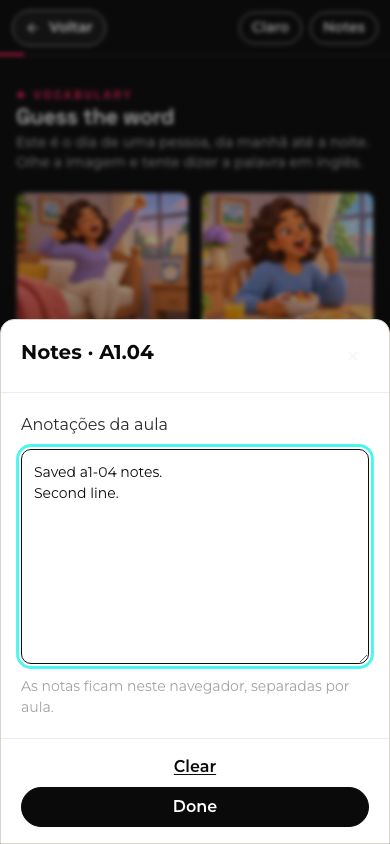 ← Voltar
Claro
Notes
VOCABULARY
Guess the word
Este é o dia de uma pessoa, da manhã até a noite.
Olhe a imagem e tente dizer a palavra em inglês.
Notes · A1.04
×
Anotações da aula
Saved a1-04 notes.
Second line.
As notas ficam neste navegador, separadas por
aula.
Clear
Done